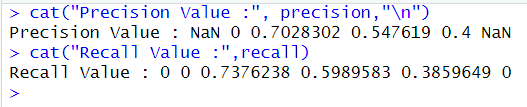 > cat("Precision Value :", precision,"\n")
Precision Value : NaN 0 0.7028302 0.547619 0.4 NaN
> cat("Recall Value :",recall)
Recall Value : 0 0 0.7376238 0.5989583 0.3859649 0
>